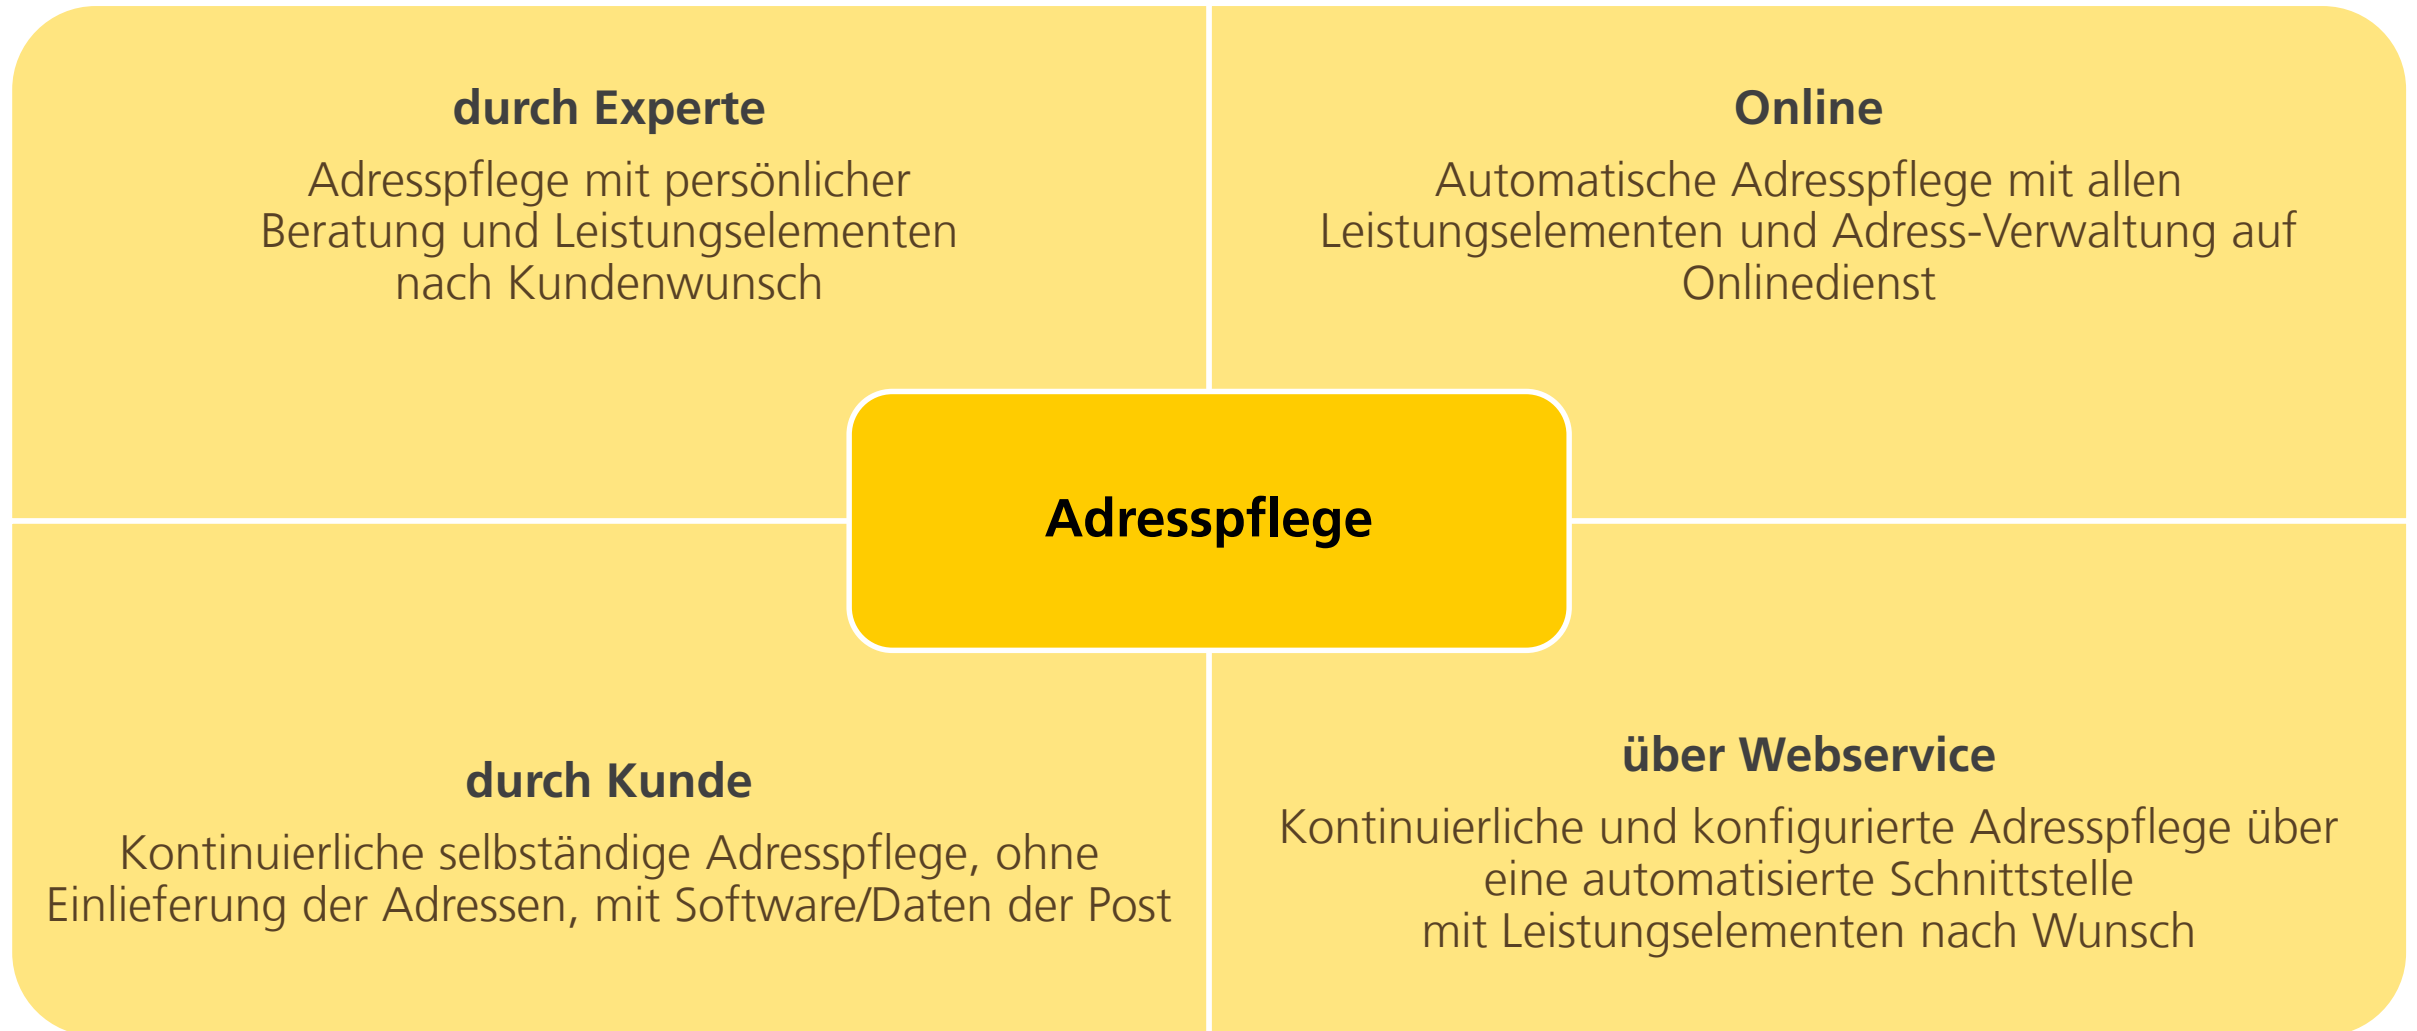 durch Experte
Adresspflege mit persönlicher
Beratung und Leistungselementen
nach Kundenwunsch
Online
Automatische Adresspflege mit allen
Leistungselementen und Adress-Verwaltung auf
Onlinedienst
Adresspflege
durch Kunde
Kontinuierliche selbständige Adresspflege, ohne
Einlieferung der Adressen, mit Software/Daten der Post
über Webservice
Kontinuierliche und konfigurierte Adresspflege über
eine automatisierte Schnittstelle
mit Leistungselementen nach Wunsch